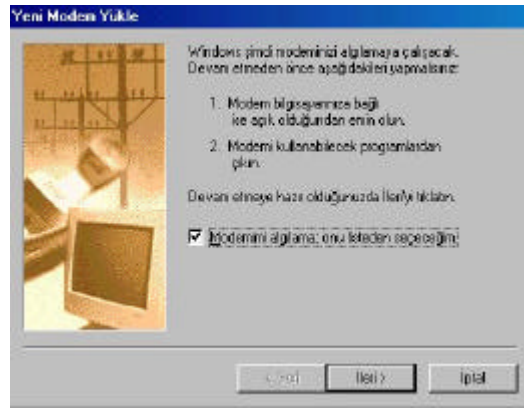 Yeni Modem Yükle
Windows şimdi modeminizi algılamaya çalışacak.
Devam etmeden önce aşağıdakileri yapmalısınız:
1. Modem bilgisayarınıza bağlı
ise açık olduğundan emin olun.
2. Modemi kullanabilecek programlardan
çıkın.
Devam etmeye hazır olduğunuzda İleri'yi tıklatın.
Modemimi algılama; onu listeden seçeceğim
< Geri
İleri >
İptal